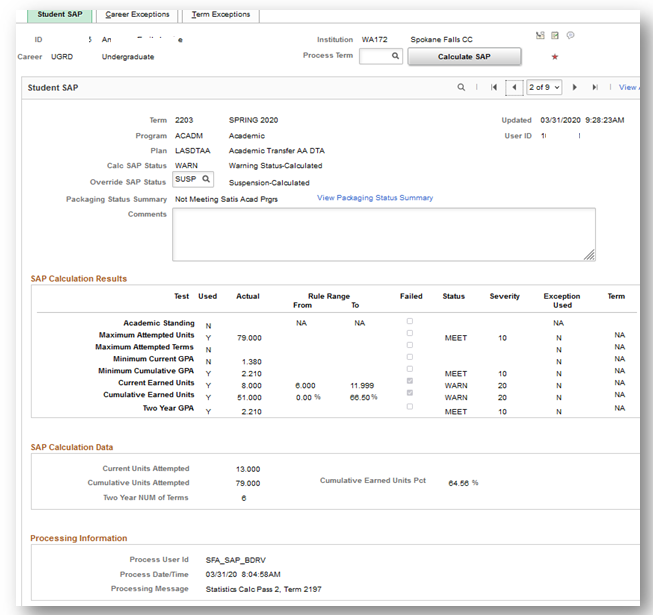 Student SAP Career Exceptions Term Exceptions
ID Institution WA172 Spokane Falls CC
Career UGRD Undergraduate Process Term Calculate SAP
Student SAP 2 of 9 View
Term 2203 SPRING 2020 Updated 03/31/2020 9:28:23AM
Program ACADM Academic User ID
Plan LASDTAA Academic Transfer AA DTA
Calc SAP Status WARN Warning Status-Calculated
Override SAP Status SUSP Suspension-Calculated
Packaging Status Summary Not Meeting Satis Acad Prgrs View Packaging Status Summary
Comments
SAP Calculation Results
Test Used Actual Rule Range Failed Status Severity Exception Term
From To Used
Academic Standing N NA NA NA
Maximum Attempted Units Y 79.000 MEET 10 N NA
Maximum Attempted Terms N N NA
Minimum Current GPA N 1.380 N NA
Minimum Cumulative GPA Y 2.210 MEET 10 N NA
Current Earned Units Y 8.000 6.000 11.999 WARN 20 N NA
Cumulative Earned Units Y 51.000 0.00 % 66.50 % WARN 20 N NA
Two Year GPA Y 2.210 MEET 10 N NA
SAP Calculation Data
Current Units Attempted 13.000
Cumulative Units Attempted 79.000 Cumulative Earned Units Pct 64.56 %
Two Year NUM of Terms 6
Processing Information
Process User Id SFA_SAP_BDRV
Process Date/Time 03/31/20 8:04:58AM
Processing Message Statistics Calc Pass 2, Term 2197